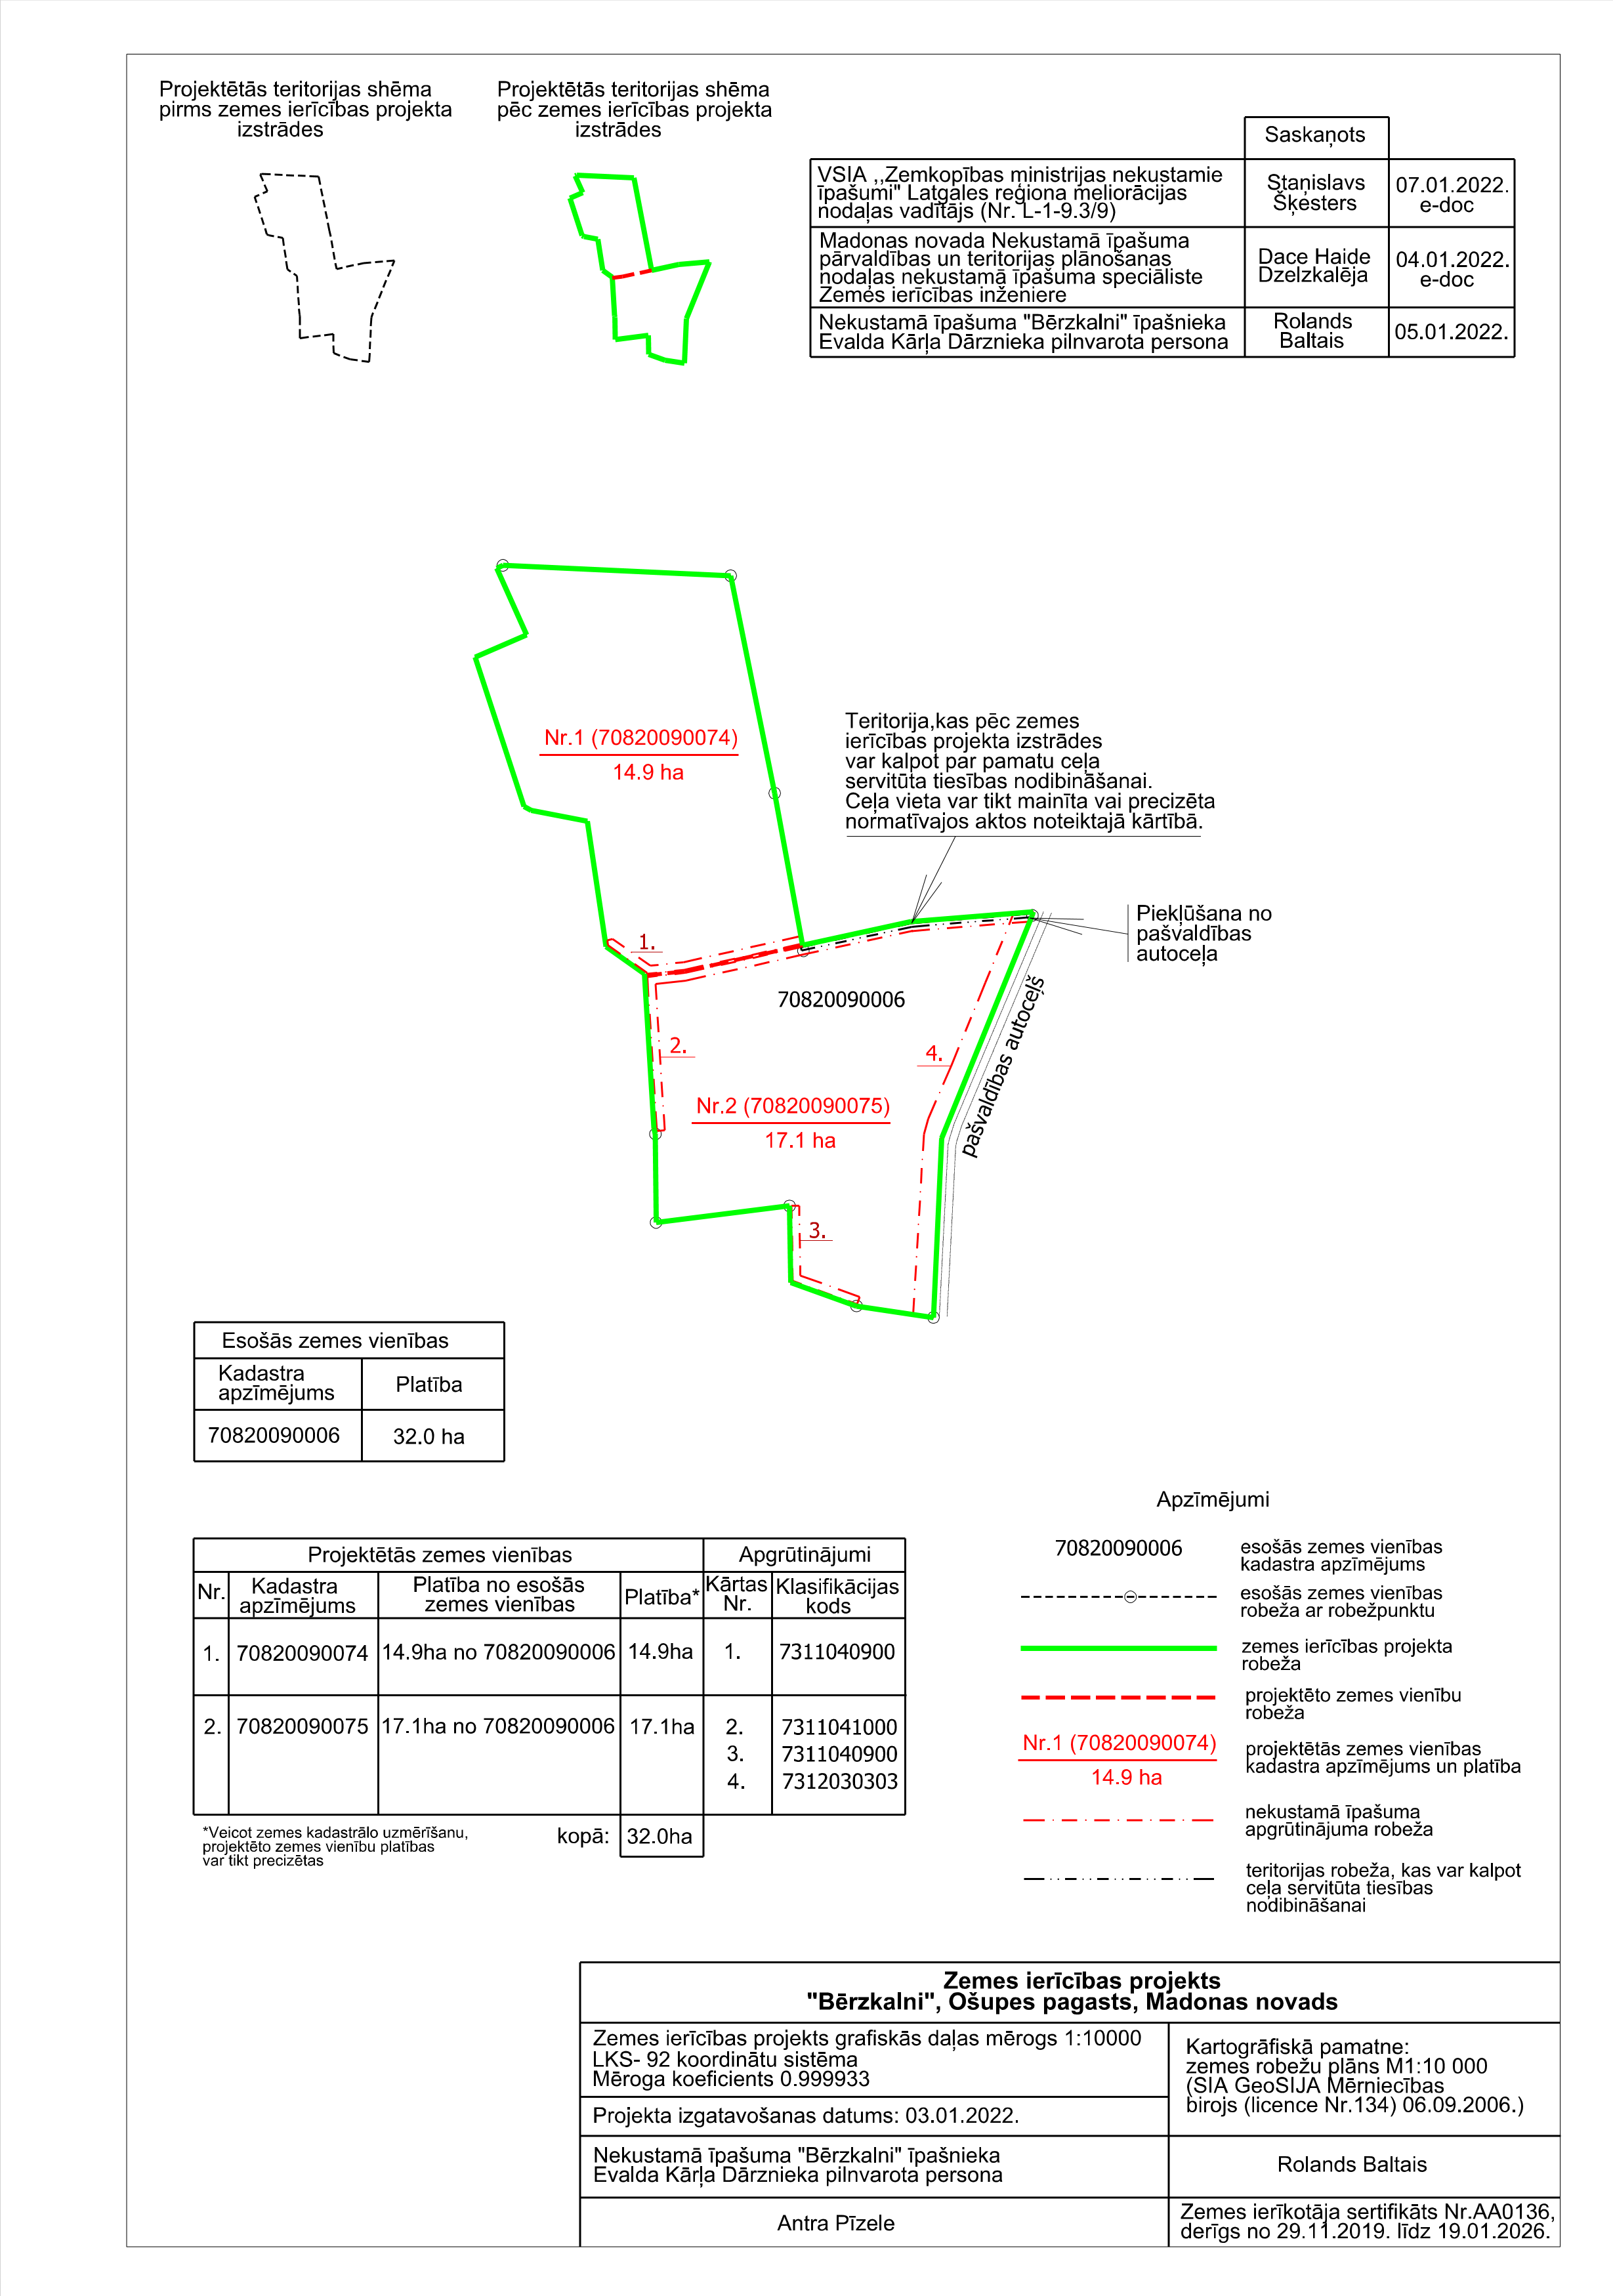 Projektētās teritorijas shēma
pirms zemes ierīcības projekta
izstrādes
Projektētās teritorijas shēma
pēc zemes ierīcības projekta
izstrādes
Saskaņots
VSIA ,,Zemkopības ministrijas nekustamie
īpašumi" Latgales reģiona meliorācijas
nodaļas vadītājs (Nr. L-1-9.3/9)
Staņislavs
Šķesters
07.01.2022.
e-doc
Madonas novada Nekustamā īpašuma
pārvaldības un teritorijas plānošanas
nodaļas nekustamā īpašuma speciāliste
Zemes ierīcības inženiere
Dace Haide
Dzelzkalēja
04.01.2022.
e-doc
Nekustamā īpašuma "Bērzkalni" īpašnieka
Evalda Kārļa Dārznieka pilnvarota persona
Rolands
Baltais
05.01.2022.
Nr.1 (70820090074)
14.9 ha
Teritorija,kas pēc zemes
ierīcības projekta izstrādes
var kalpot par pamatu ceļa
servitūta tiesības nodibināšanai.
Ceļa vieta var tikt mainīta vai precizēta
normatīvajos aktos noteiktajā kārtībā.
Piekļūšana no
pašvaldības
autoceļa
1.
70820090006
pašvaldības autoceļš
2.
4.
Nr.2 (70820090075)
17.1 ha
3.
Esošās zemes vienības
Kadastra
apzīmējums
Platība
70820090006
32.0 ha
Projektētās zemes vienības
Apgrūtinājumi
Nr.
Kadastra
apzīmējums
Platība no esošās
zemes vienības
Platība*
Kārtas
Nr.
Klasifikācijas
kods
1.
70820090074
14.9ha no 70820090006
14.9ha
1.
7311040900
2.
70820090075
17.1ha no 70820090006
17.1ha
2.
7311041000
3.
7311040900
4.
7312030303
*Veicot zemes kadastrālo uzmērīšanu,
projektēto zemes vienību platības
var tikt precizētas
kopā:
32.0ha
Apzīmējumi
70820090006
esošās zemes vienības
kadastra apzīmējums
esošās zemes vienības
robeža ar robežpunktu
zemes ierīcības projekta
robeža
projektēto zemes vienību
robeža
Nr.1 (70820090074)
14.9 ha
projektētās zemes vienības
kadastra apzīmējums un platība
nekustamā īpašuma
apgrūtinājuma robeža
teritorijas robeža, kas var kalpot
ceļa servitūta tiesības
nodibināšanai
Zemes ierīcības projekts
"Bērzkalni", Ošupes pagasts, Madonas novads
Zemes ierīcības projekts grafiskās daļas mērogs 1:10000
LKS- 92 koordinātu sistēma
Mēroga koeficients 0.999933
Kartogrāfiskā pamatne:
zemes robežu plāns M1:10 000
(SIA GeoSIJA Mērniecības
birojs (licence Nr.134) 06.09.2006.)
Projekta izgatavošanas datums: 03.01.2022.
Nekustamā īpašuma "Bērzkalni" īpašnieka
Evalda Kārļa Dārznieka pilnvarota persona
Rolands Baltais
Antra Pīzele
Zemes ierīkotāja sertifikāts Nr.AA0136,
derīgs no 29.11.2019. līdz 19.01.2026.